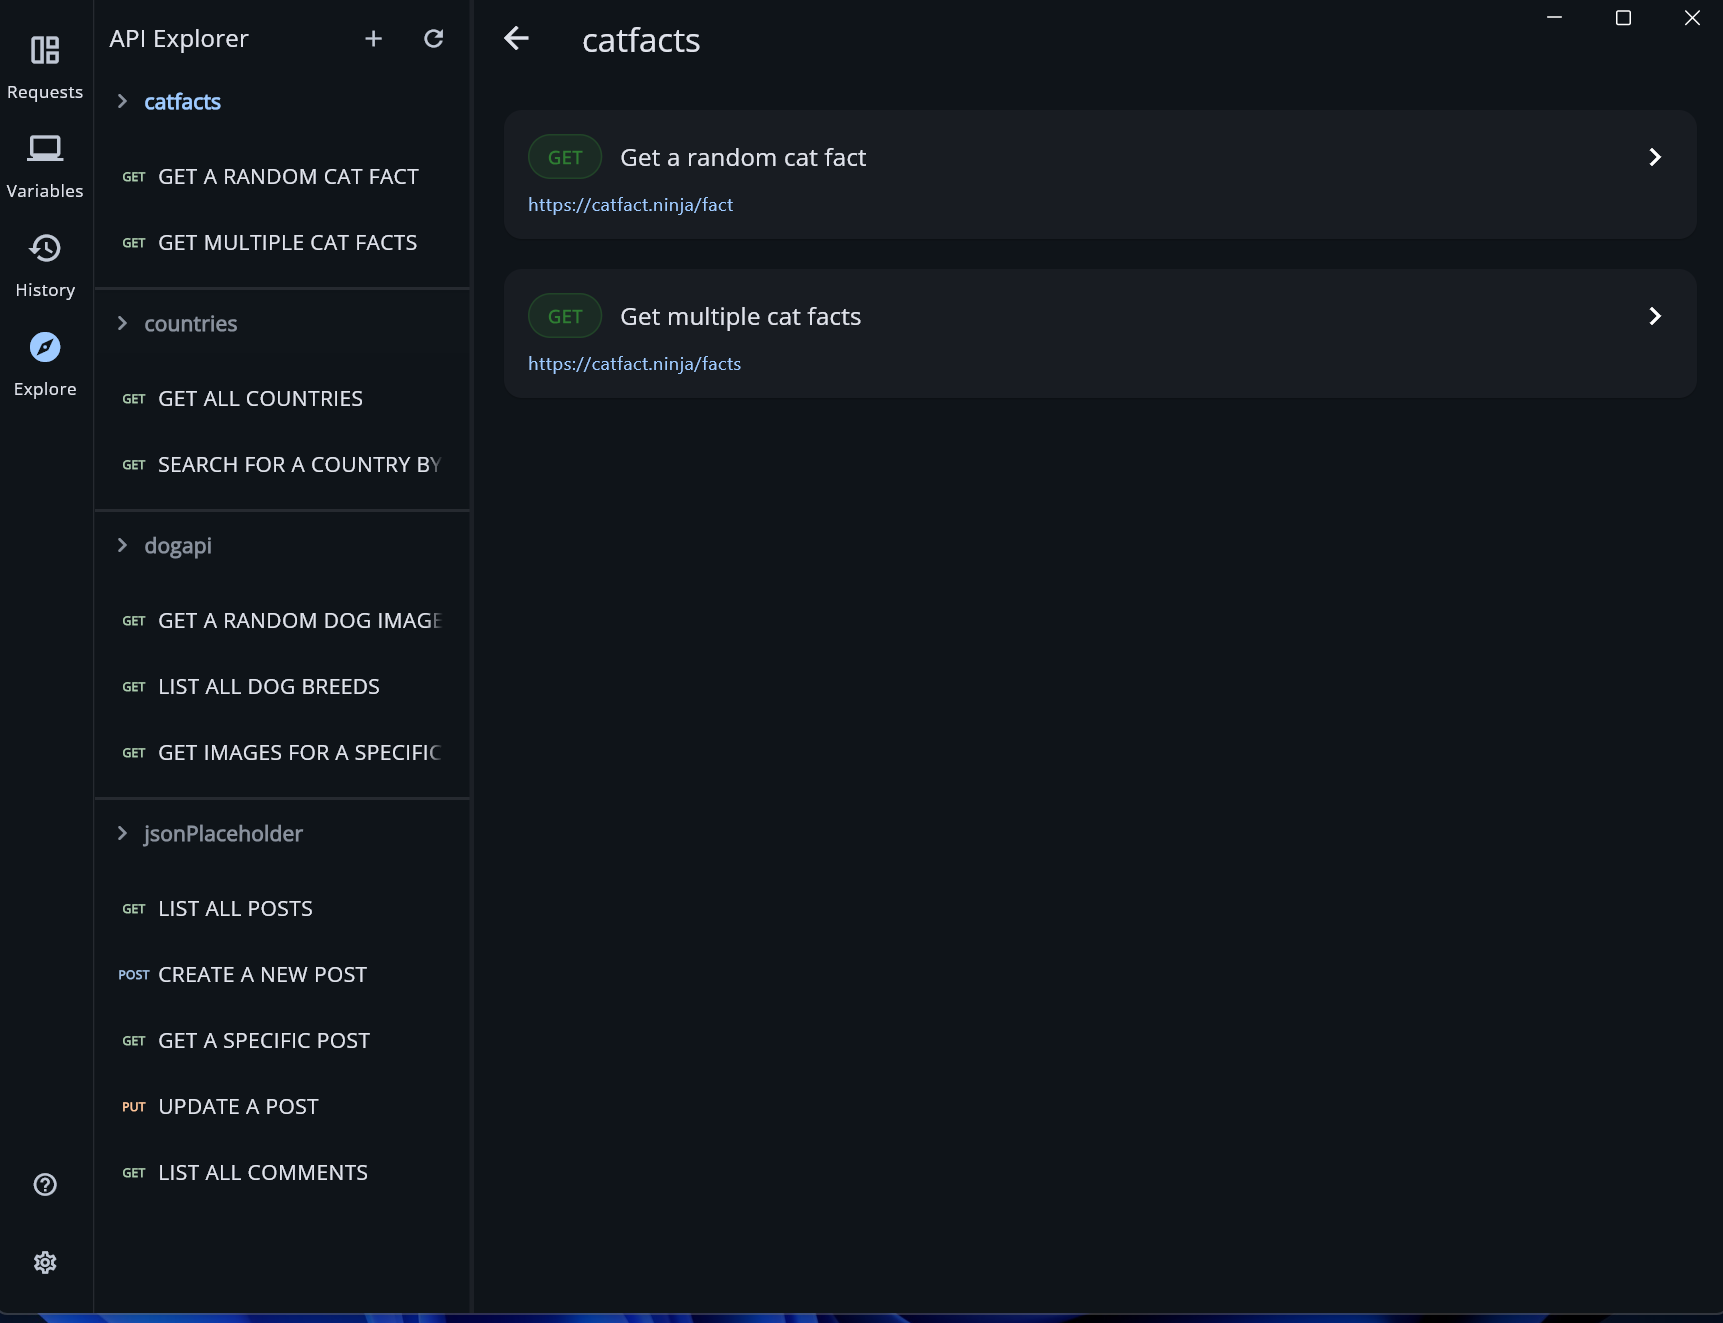 Requests
Variables
History
Explore
API Explorer
catfacts
GET GET A RANDOM CAT FACT
GET GET MULTIPLE CAT FACTS
countries
GET GET ALL COUNTRIES
GET SEARCH FOR A COUNTRY BY
dogapi
GET GET A RANDOM DOG IMAGE
GET LIST ALL DOG BREEDS
GET GET IMAGES FOR A SPECIFIC
jsonPlaceholder
GET LIST ALL POSTS
POST CREATE A NEW POST
GET GET A SPECIFIC POST
PUT UPDATE A POST
GET LIST ALL COMMENTS
catfacts
GET Get a random cat fact
https://catfact.ninja/fact
GET Get multiple cat facts
https://catfact.ninja/facts